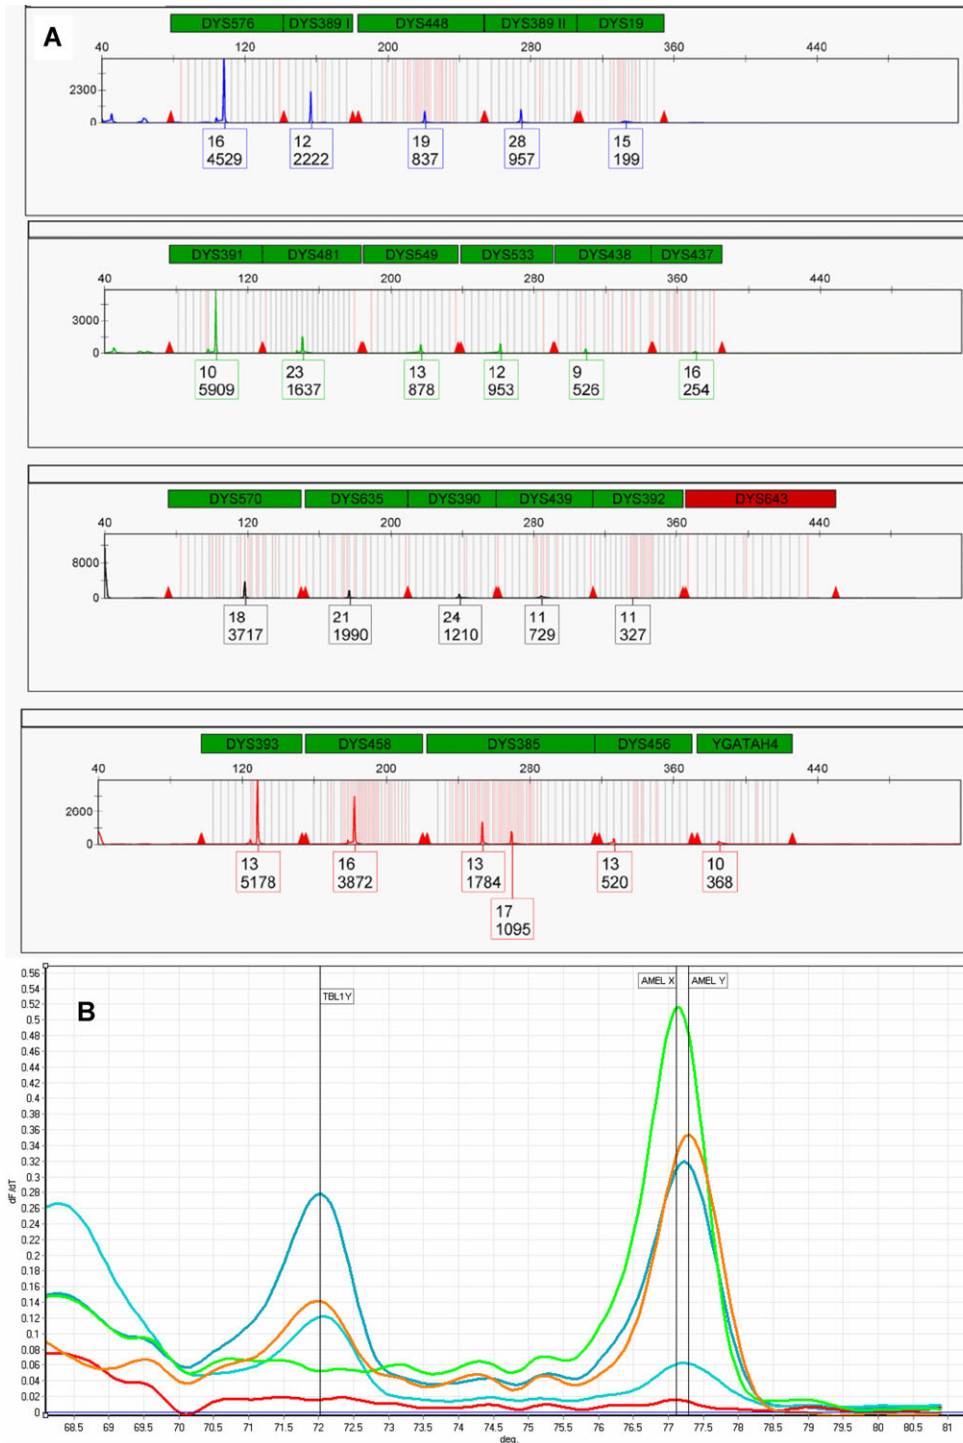 A
DYS576 DYS389 I DYS448 DYS389 II DYS19
40 120 200 280 360 440
2300
0
16 12 19 28 15
4529 2222 837 957 199
DYS391 DYS481 DYS549 DYS533 DYS438 DYS437
40 120 200 280 360 440
3000
0
10 23 13 12 9 16
5909 1637 878 953 526 254
DYS570 DYS635 DYS390 DYS439 DYS392 DYS643
40 120 200 280 360 440
8000
0
18 21 24 11 11
3717 1990 1210 729 327
DYS393 DYS458 DYS385 DYS456 YGATAH4
40 120 200 280 360 440
2000
0
13 16 13 13 10
5178 3872 1784 520 368
17
1095
B
TBL1Y
AMEL X AMEL Y
0.56
0.54
0.52
0.5
0.48
0.46
0.44
0.42
0.4
0.38
0.36
0.34
0.32
0.3
0.28
0.26
0.24
0.22
0.2
0.18
0.16
0.14
0.12
0.1
0.08
0.06
0.04
0.02
0
dF/dT
68.5 69 69.5 70 70.5 71 71.5 72 72.5 73 73.5 74 74.5 75 75.5 76 76.5 77 77.5 78 78.5 79 79.5 80 80.5 81
deg.